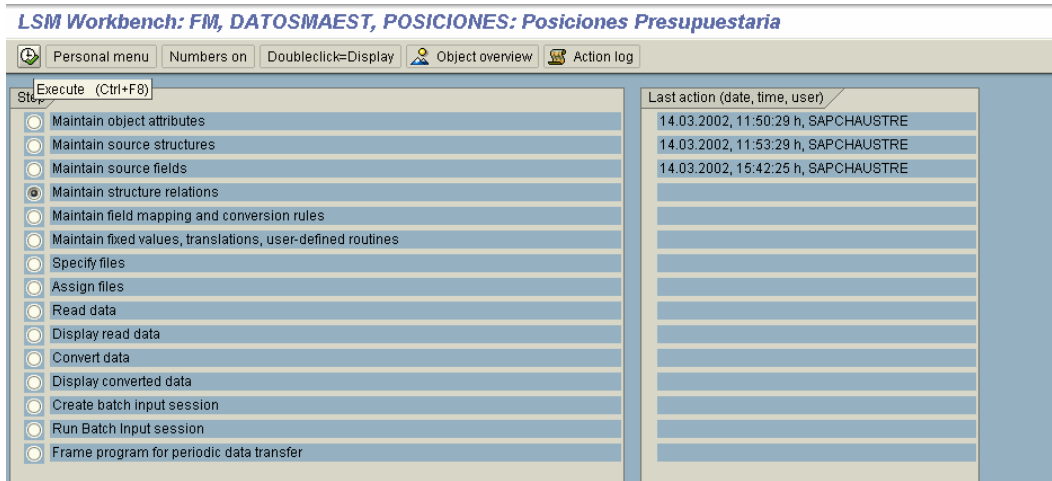 LSM Workbench: FM, DATOSMAEST, POSICIONES: Posiciones Presupuestaria
Personal menu Numbers on Doubleclick=Display Object overview Action log
Execute (Ctrl+F8)
Step Last action (date, time, user)
Maintain object attributes 14.03.2002, 11:50:29 h, SAPCHAUSTRE
Maintain source structures 14.03.2002, 11:53:29 h, SAPCHAUSTRE
Maintain source fields 14.03.2002, 15:42:25 h, SAPCHAUSTRE
Maintain structure relations
Maintain field mapping and conversion rules
Maintain fixed values, translations, user-defined routines
Specify files
Assign files
Read data
Display read data
Convert data
Display converted data
Create batch input session
Run Batch Input session
Frame program for periodic data transfer